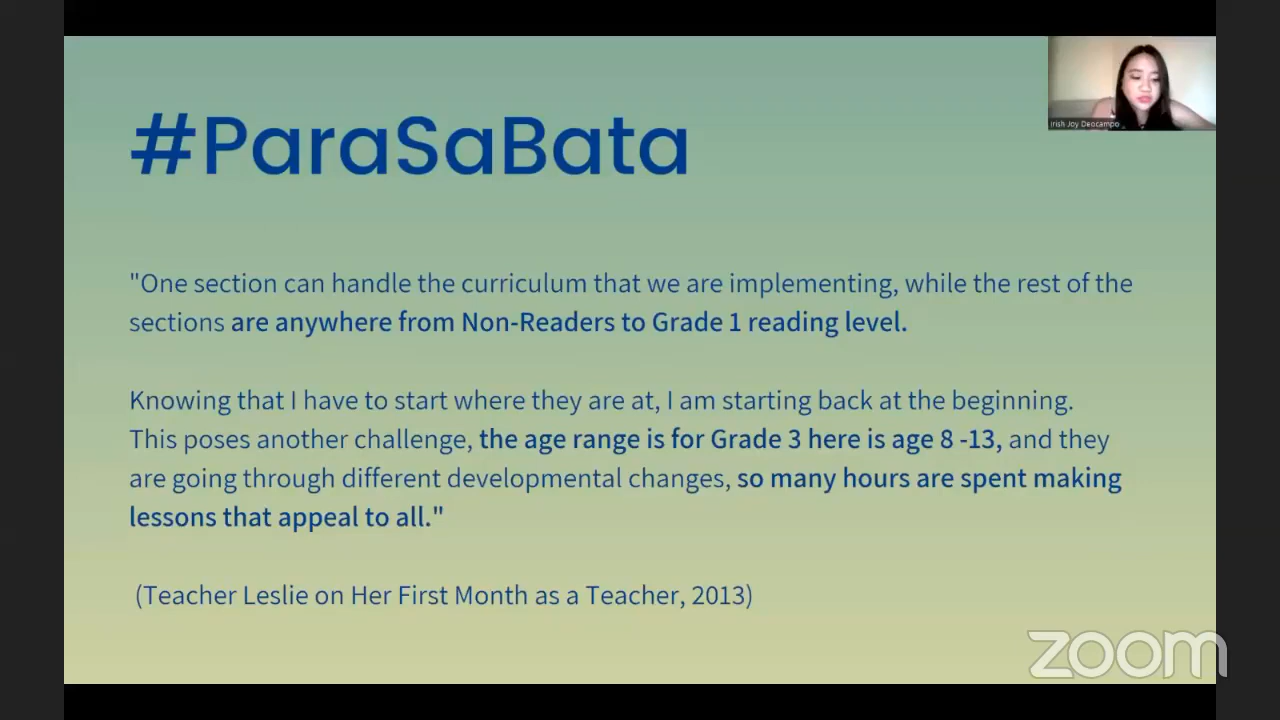 #ParaSaBata
Irish Joy Deocampo
"One section can handle the curriculum that we are implementing, while the rest of the
sections are anywhere from Non-Readers to Grade 1 reading level.
Knowing that I have to start where they are at, I am starting back at the beginning.
This poses another challenge, the age range is for Grade 3 here is age 8 -13, and they
are going through different developmental changes, so many hours are spent making
lessons that appeal to all."
(Teacher Leslie on Her First Month as a Teacher, 2013)
zoom